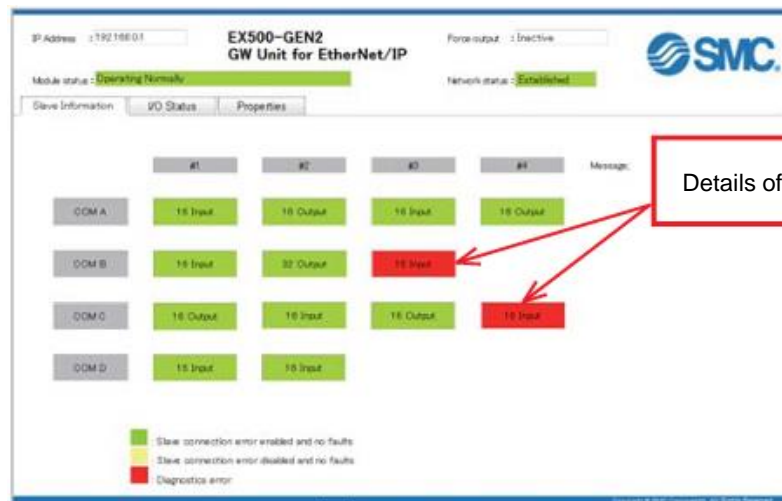 IP Address : 192.168.0.1
EX500-GEN2
GW Unit for EtherNet/IP
Force output : Inactive
SMC.
Module status : Operating Normally
Network status : Established
Slave Information I/O Status Properties
#1 #2 #3 #4 Message:
Details of
COM A 16 Input 16 Output 16 Input 16 Output
COM B 16 Input 32 Output 16 Input
COM C 16 Output 16 Input 16 Output 16 Input
COM D 16 Input 16 Input
Slave connection error enabled and no faults
Slave connection error disabled and no faults
Diagnostics error